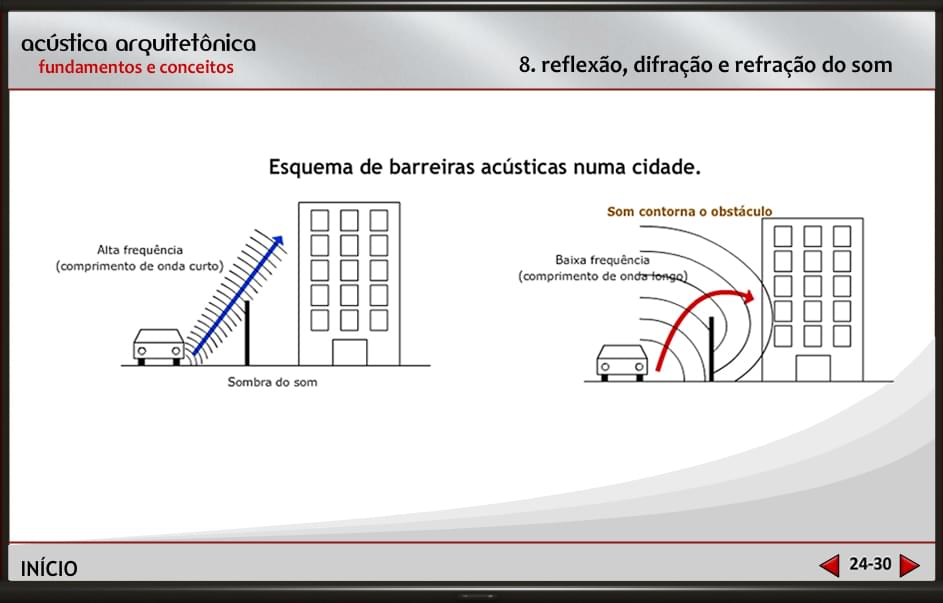 acústica arquitetônica
fundamentos e conceitos
8. reflexão, difração e refração do som
Esquema de barreiras acústicas numa cidade.
Alta frequência
(comprimento de onda curto)
Sombra do som
Som contorna o obstáculo
Baixa frequência
(comprimento de onda longo)
INÍCIO
24-30